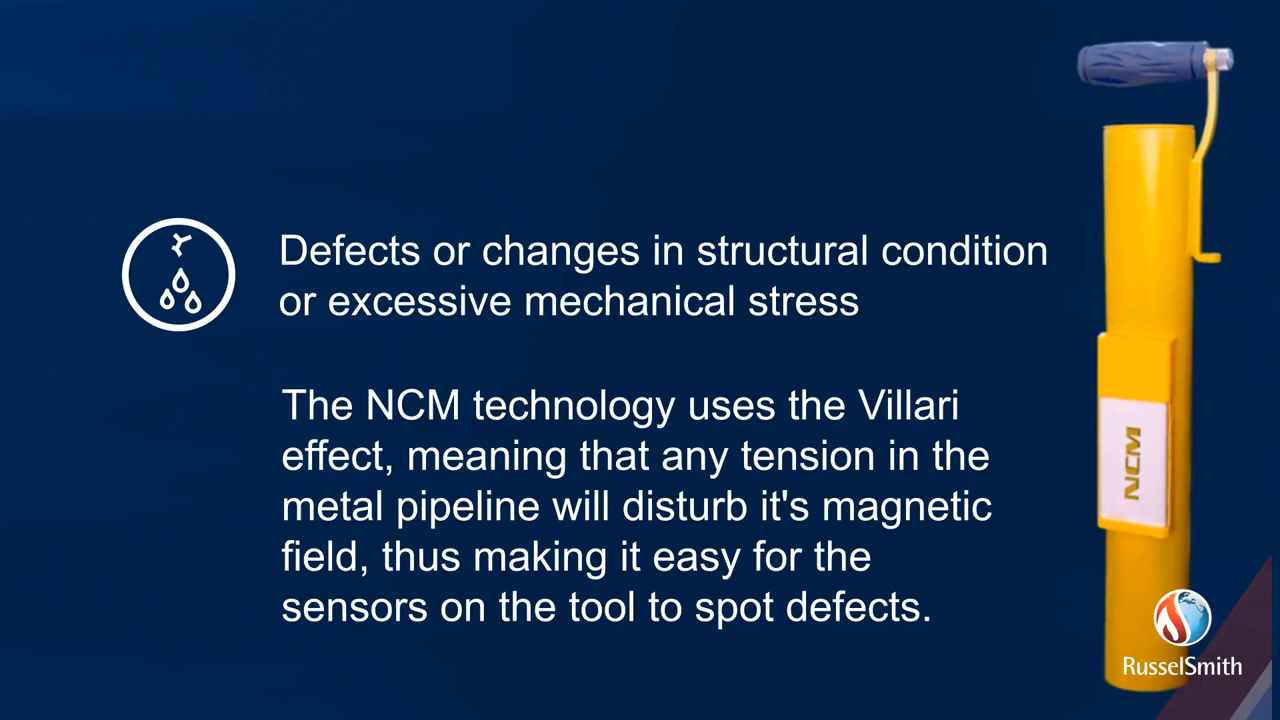 Defects or changes in structural condition
or excessive mechanical stress
The NCM technology uses the Villari
effect, meaning that any tension in the
metal pipeline will disturb it's magnetic
field, thus making it easy for the
sensors on the tool to spot defects.
NCM
RusselSmith